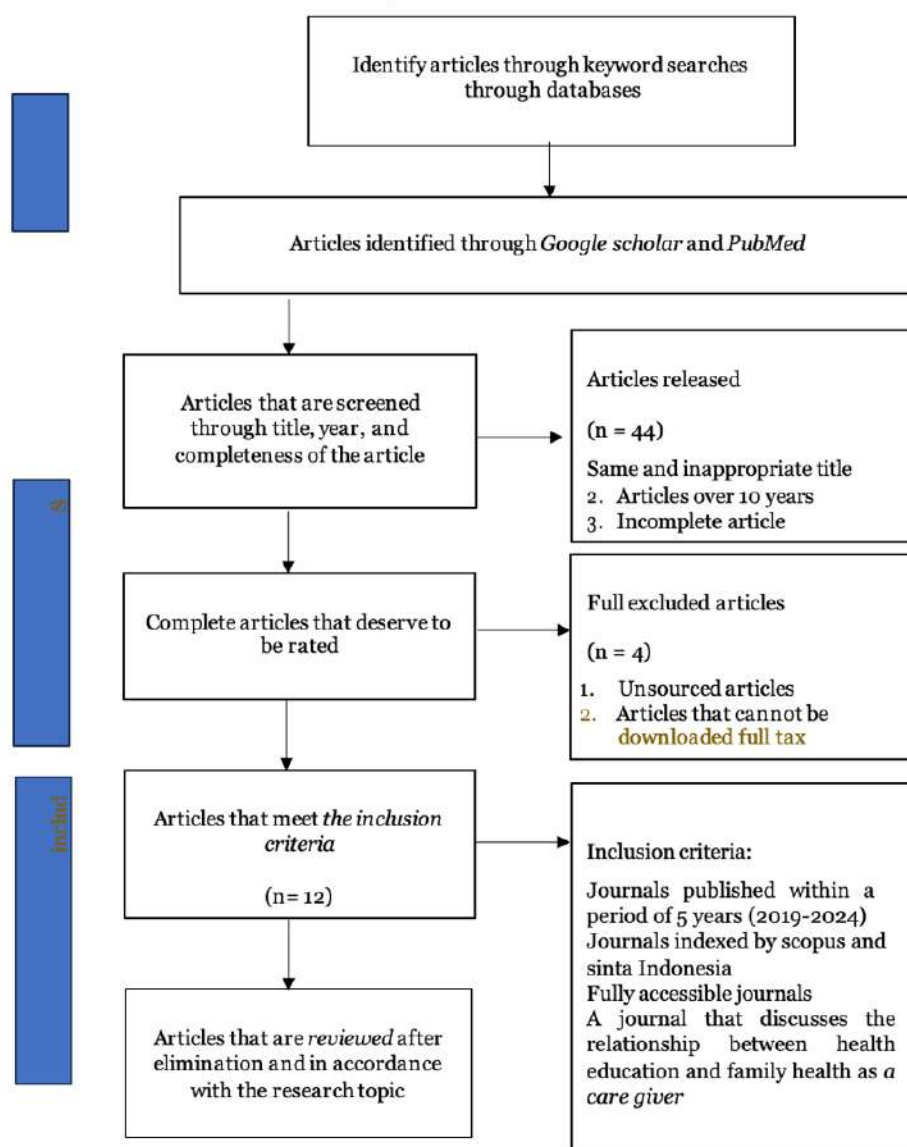 Identify articles through keyword searches
through databases
Articles identified through Google scholar and PubMed
Articles that are screened
through title, year, and
completeness of the article
Articles released
(n = 44)
Same and inappropriate title
2. Articles over 10 years
3. Incomplete article
Complete articles that deserve to
be rated
Full excluded articles
(n = 4)
1. Unsourced articles
2. Articles that cannot be
downloaded full tax
Articles that meet the inclusion
criteria
(n= 12)
includ
Inclusion criteria:
Journals published within a
period of 5 years (2019-2024)
Journals indexed by scopus and
sinta Indonesia
Fully accessible journals
A journal that discusses the
relationship between health
education and family health as a
care giver
Articles that are reviewed after
elimination and in accordance
with the research topic